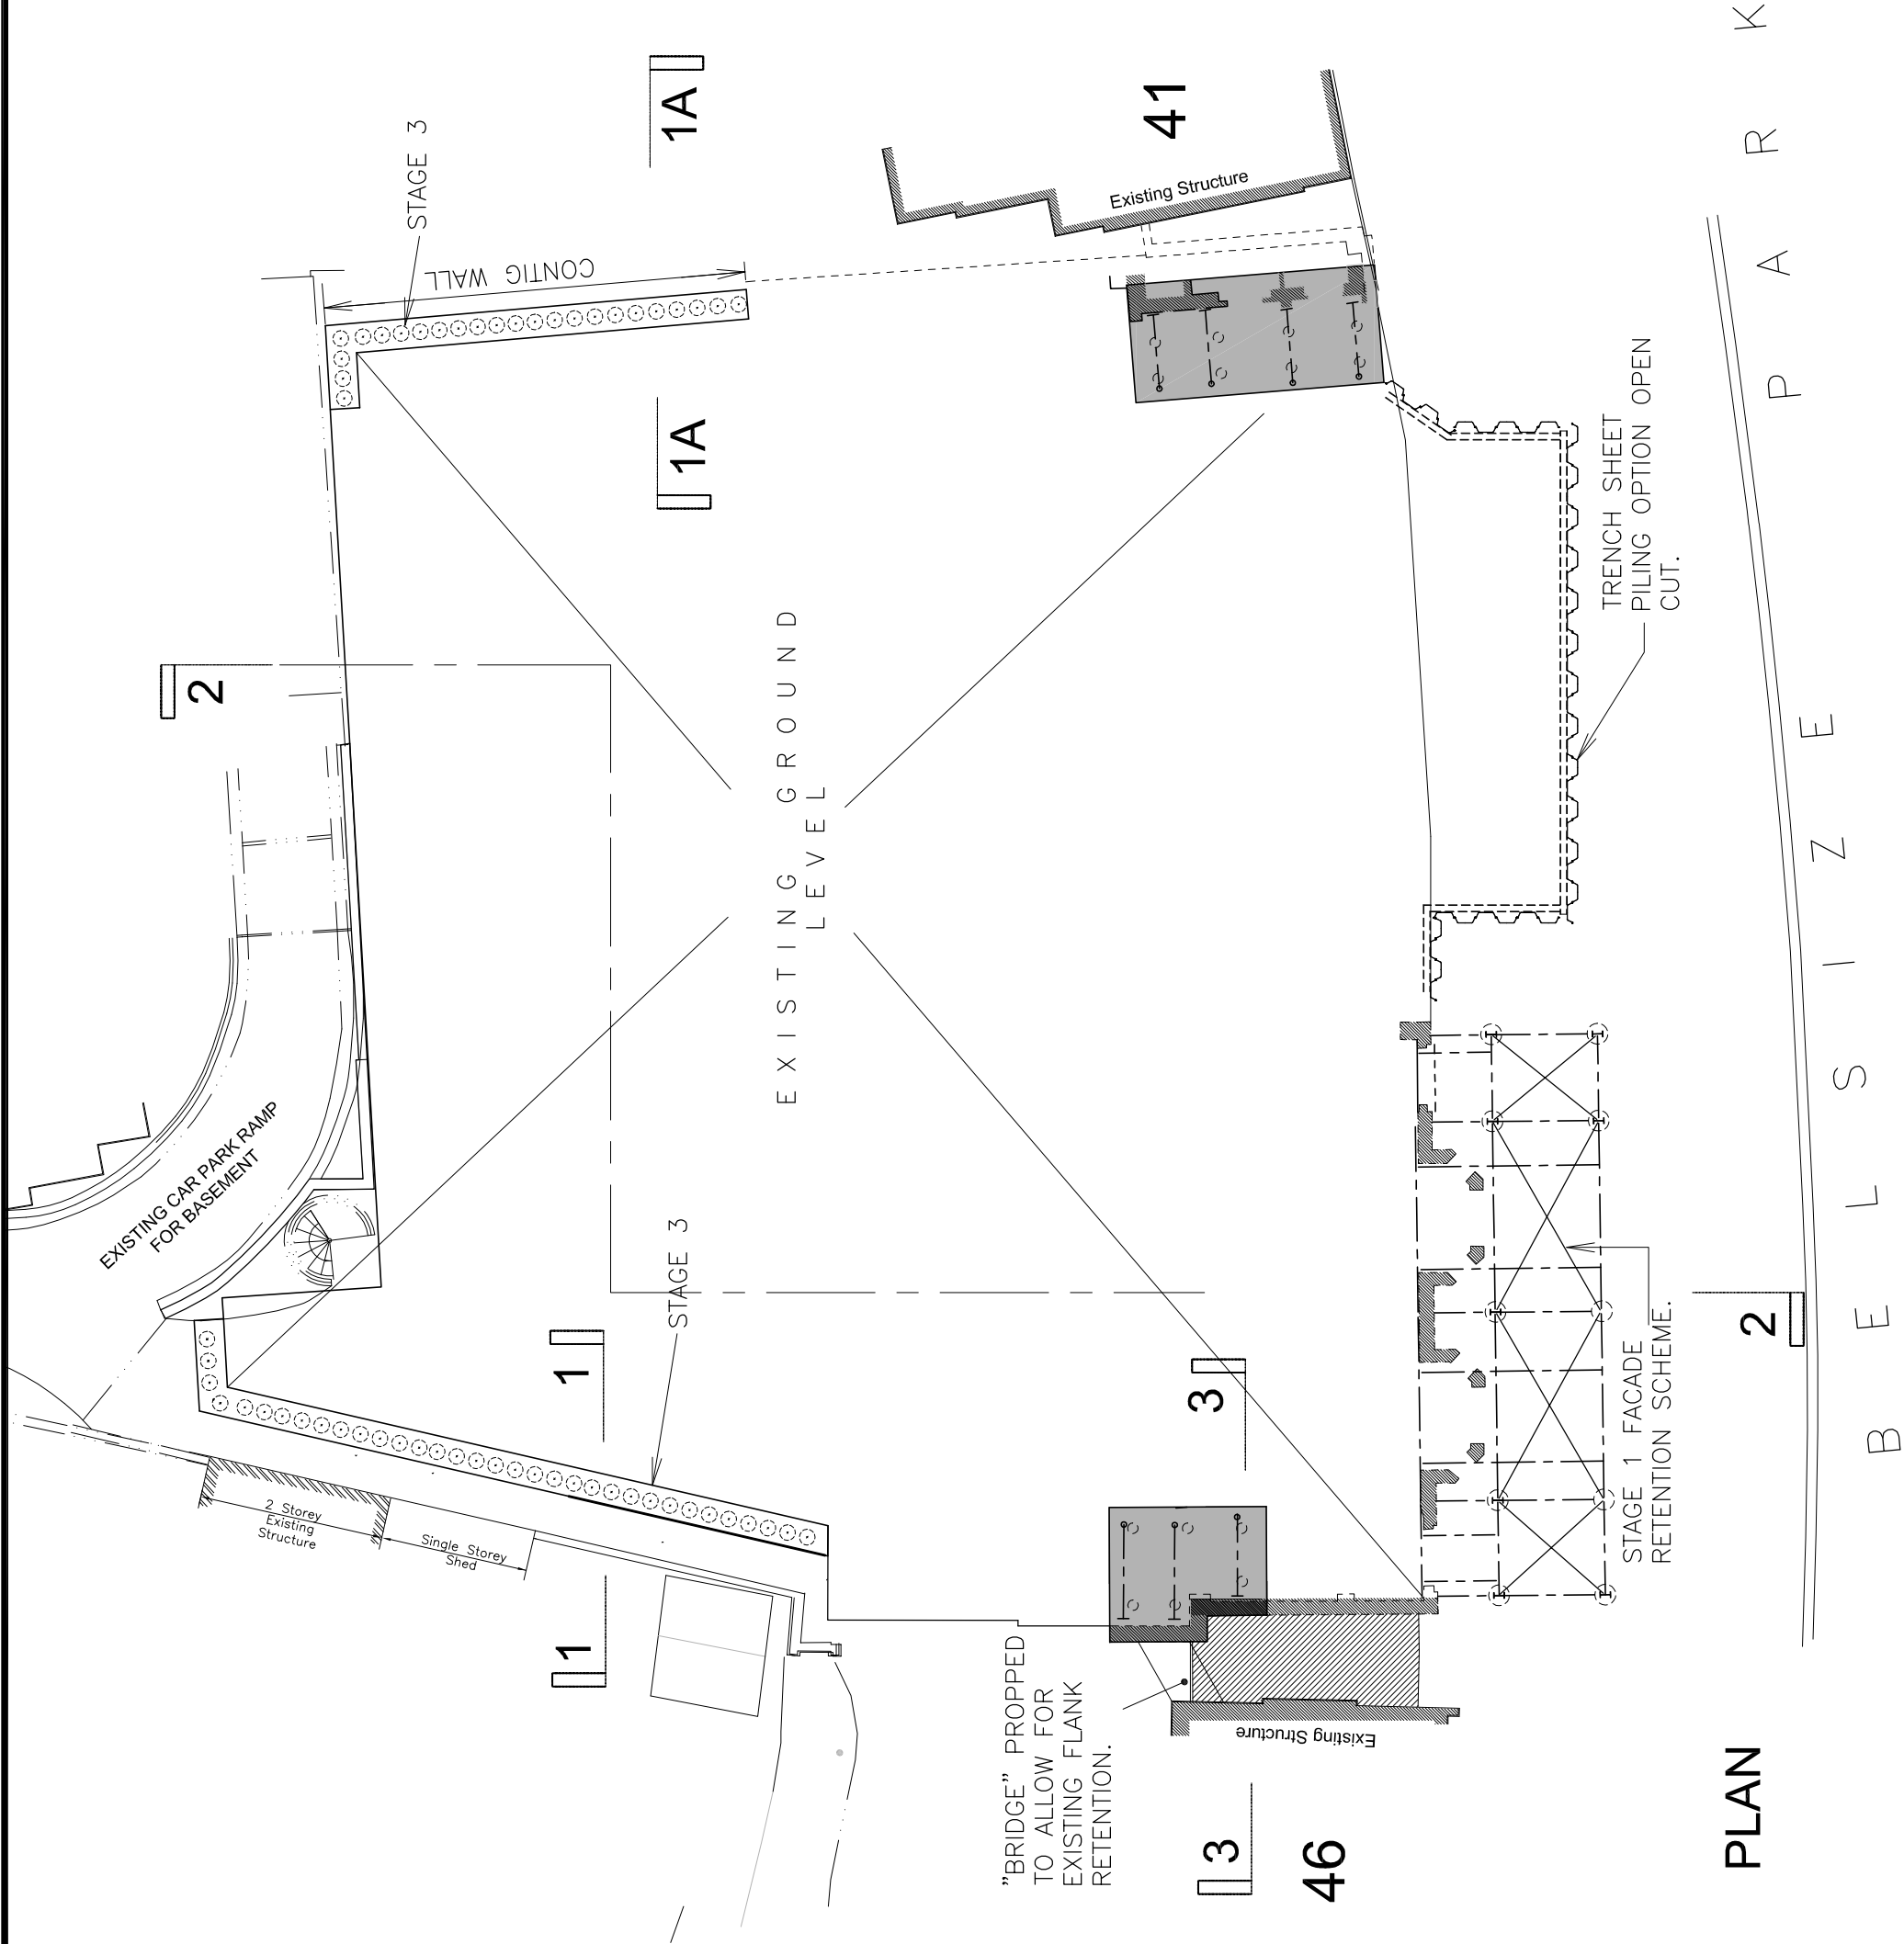 EXISTING CAR PARK RAMP
FOR BASEMENT
2
STAGE 3
CONTIG WALL
1A
1A
41
Existing Structure
EXISTING GROUND
LEVEL
TRENCH SHEET
PILING OPTION OPEN
CUT.
2 Storey
Existing
Structure
Single Storey
Shed
1
1
STAGE 3
3
3
"BRIDGE" PROPPED
TO ALLOW FOR
EXISTING FLANK
RETENTION.
Existing Structure
46
STAGE 1 FACADE
RETENTION SCHEME.
2
BELSIZE PARK
PLAN